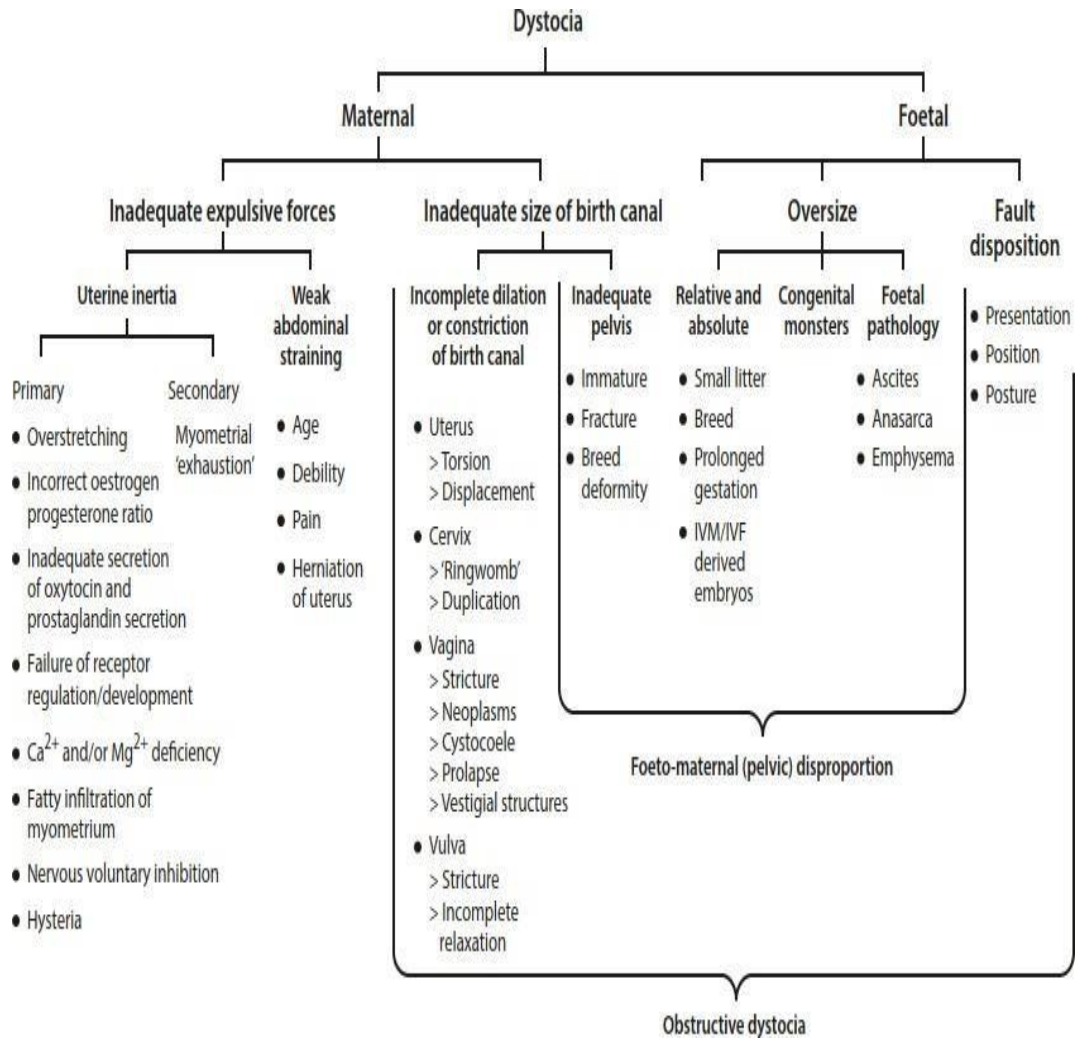 Dystocia
Maternal
Foetal
Inadequate expulsive forces
Inadequate size of birth canal
Oversize
Fault
disposition
Uterine inertia
Weak
abdominal
straining
Incomplete dilation
or constriction
of birth canal
Inadequate
pelvis
Relative and
absolute
Congenital
monsters
Foetal
pathology
• Presentation
• Position
• Posture
Primary
• Overstretching
• Incorrect oestrogen
progesterone ratio
• Inadequate secretion
of oxytocin and
prostaglandin secretion
• Failure of receptor
regulation/development
• Ca2+ and/or Mg2+ deficiency
• Fatty infiltration of
myometrium
• Nervous voluntary inhibition
• Hysteria
Secondary
Myometrial
'exhaustion'
• Age
• Debility
• Pain
• Herniation
of uterus
• Uterus
> Torsion
> Displacement
• Cervix
> 'Ringwomb'
> Duplication
• Vagina
> Stricture
> Neoplasms
> Cystocoele
> Prolapse
> Vestigial structures
• Vulva
> Stricture
> Incomplete
relaxation
• Immature
• Fracture
• Breed
deformity
• Small litter
• Breed
• Prolonged
gestation
• IVM/IVF
derived
embryos
• Ascites
• Anasarca
• Emphysema
Foeto-maternal (pelvic) disproportion
Obstructive dystocia